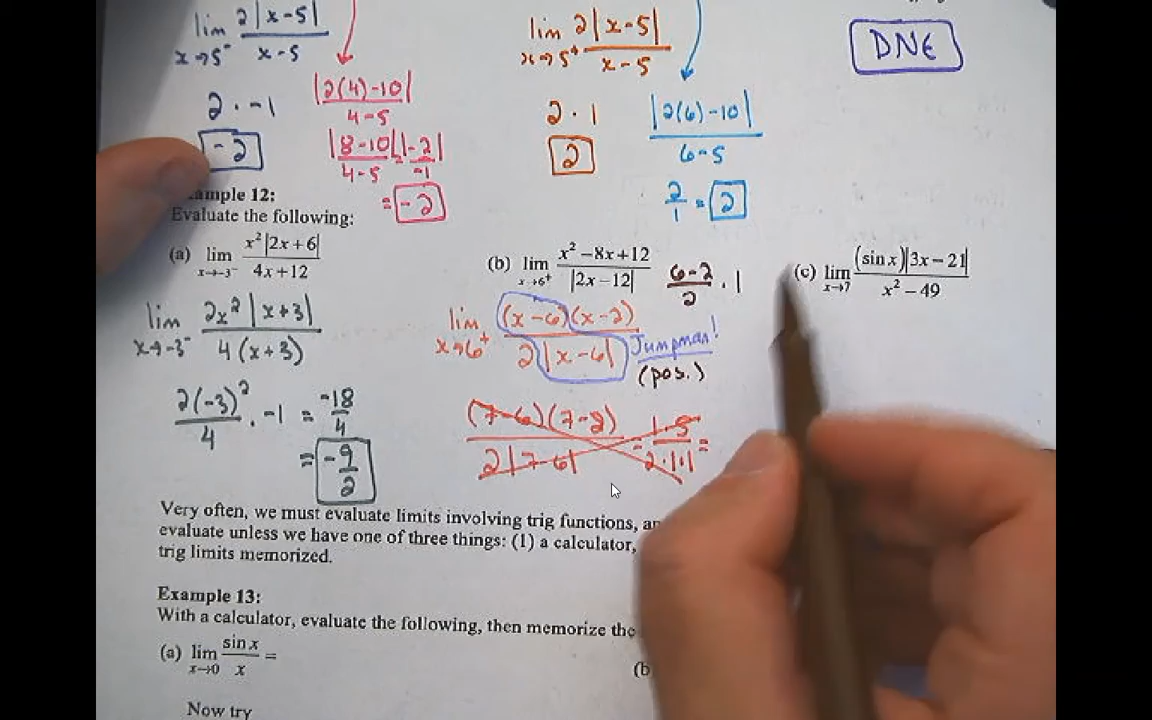 lim 2|x-5| / x-5
x→5⁻
2 · -1
-2
|2(4)-10| / 4-5
|8-10| / 4-5 = |-2| / -1
= -2
lim 2|x-5| / x-5
x→5⁺
2 · 1
2
|2(6)-10| / 6-5
2/1 = 2
DNE
ample 12:
Evaluate the following:
(a) lim x→-3⁻ x²|2x+6| / 4x+12
lim x→-3⁻ 2x²|x+3| / 4(x+3)
2(-3)² / 4 · -1 = -18 / 4
= -9/2
(b) lim x→6⁺ x²-8x+12 / |2x-12|
6-2 / 2 · 1
lim x→6⁺ (x-6)(x-2) / 2|x-6|
Jumpman!
(pos.)
(7-6)(7-2) / 2|7-6| = 1·5 / 2·|1| =
(c) lim x→7 (sin x)|3x-21| / x²-49
Very often, we must evaluate limits involving trig functions, an
evaluate unless we have one of three things: (1) a calculator,
trig limits memorized.
Example 13:
With a calculator, evaluate the following, then memorize the
(a) lim x→0 sin x / x =
(b
Now try